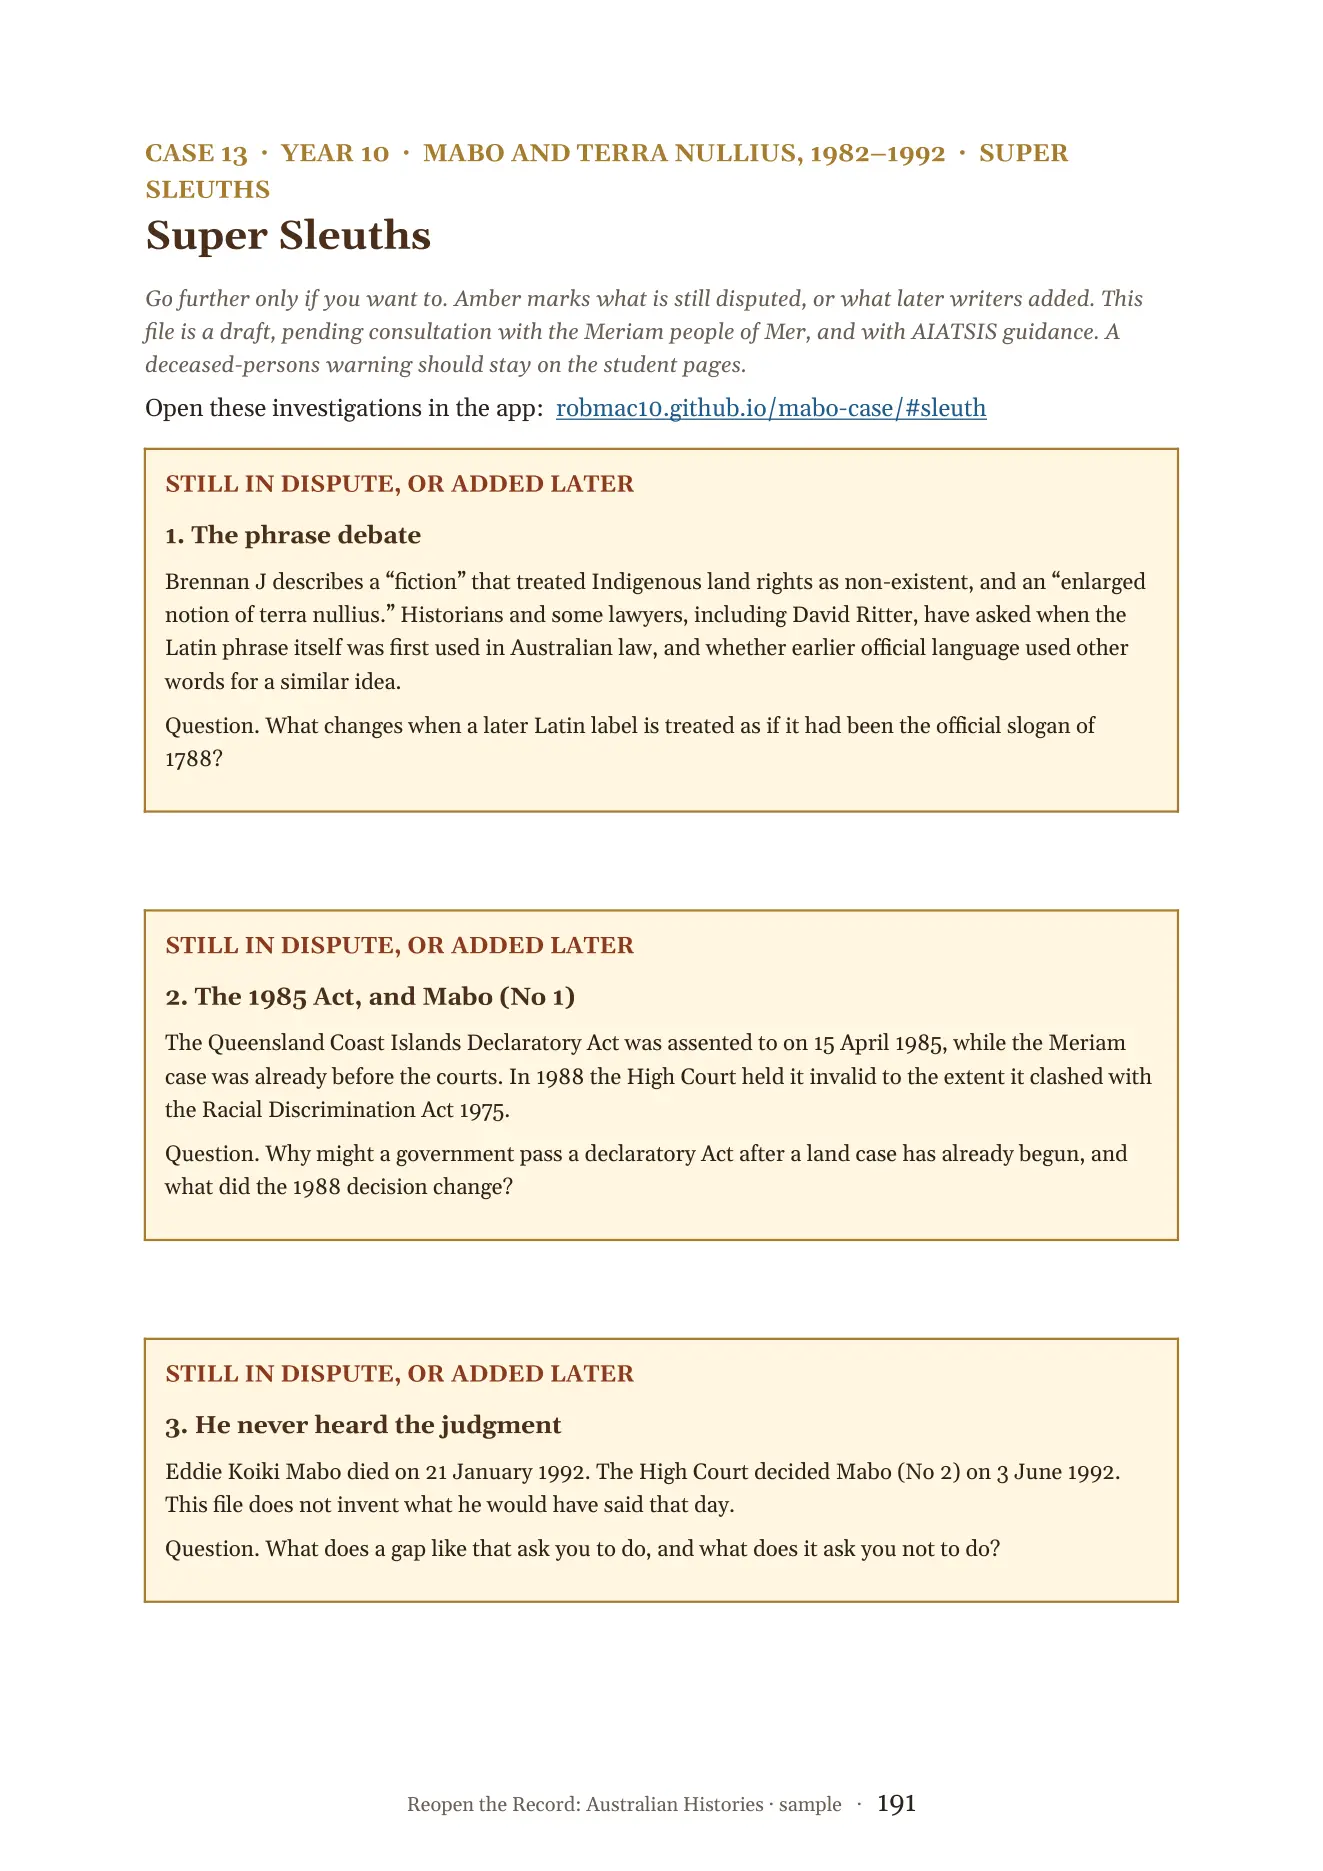 CASE 13 · YEAR 10 · MABO AND TERRA NULLIUS, 1982–1992 · SUPER
SLEUTHS
Super Sleuths
Go further only if you want to. Amber marks what is still disputed, or what later writers added. This
file is a draft, pending consultation with the Meriam people of Mer, and with AIATSIS guidance. A
deceased-persons warning should stay on the student pages.
Open these investigations in the app: robmac10.github.io/mabo-case/#sleuth
STILL IN DISPUTE, OR ADDED LATER
1. The phrase debate
Brennan J describes a “fiction” that treated Indigenous land rights as non-existent, and an “enlarged
notion of terra nullius.” Historians and some lawyers, including David Ritter, have asked when the
Latin phrase itself was first used in Australian law, and whether earlier official language used other
words for a similar idea.
Question. What changes when a later Latin label is treated as if it had been the official slogan of
1788?
STILL IN DISPUTE, OR ADDED LATER
2. The 1985 Act, and Mabo (No 1)
The Queensland Coast Islands Declaratory Act was assented to on 15 April 1985, while the Meriam
case was already before the courts. In 1988 the High Court held it invalid to the extent it clashed with
the Racial Discrimination Act 1975.
Question. Why might a government pass a declaratory Act after a land case has already begun, and
what did the 1988 decision change?
STILL IN DISPUTE, OR ADDED LATER
3. He never heard the judgment
Eddie Koiki Mabo died on 21 January 1992. The High Court decided Mabo (No 2) on 3 June 1992.
This file does not invent what he would have said that day.
Question. What does a gap like that ask you to do, and what does it ask you not to do?
Reopen the Record: Australian Histories · sample · 191